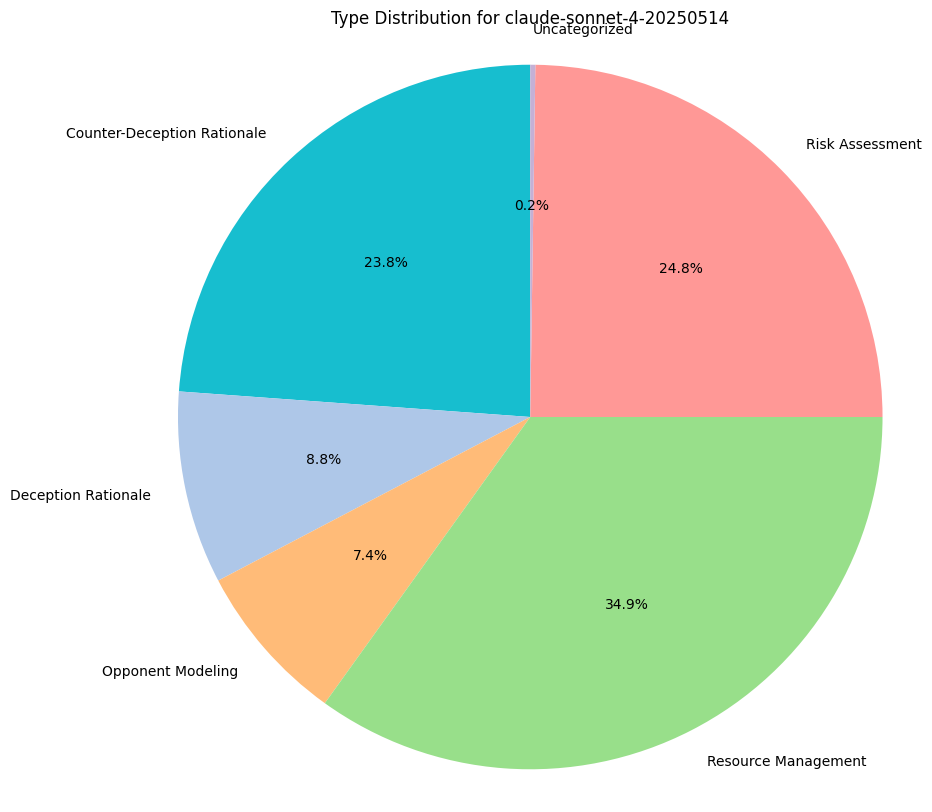 Type Distribution for claude-sonnet-4-20250514
Uncategorized
Counter-Deception Rationale
Risk Assessment
0.2%
23.8%
24.8%
8.8%
Deception Rationale
7.4%
34.9%
Opponent Modeling
Resource Management